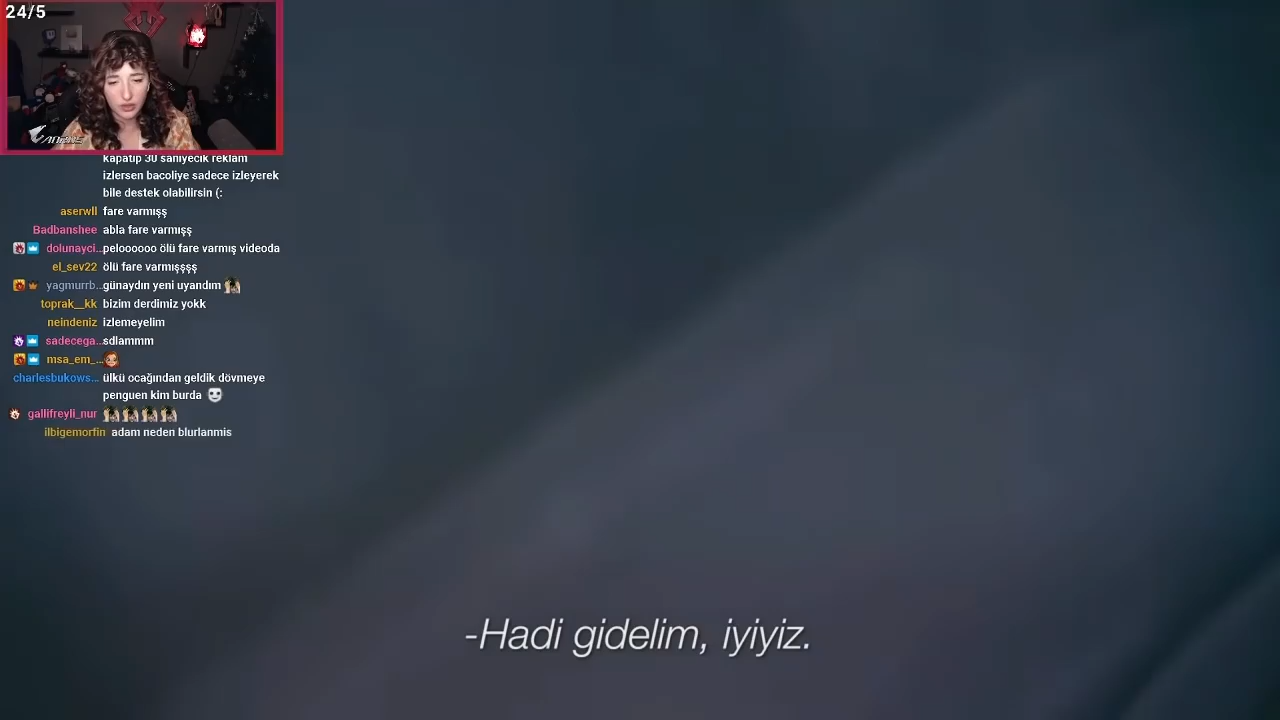 24/5
AORUS
kapatıp 30 saniyecik reklam
izlersen bacoliye sadece izleyerek
bile destek olabilirsin (:
aserwll fare varmışş
Badbanshee abla fare varmışş
dolunayci... peloooooo ölü fare varmış videoda
el_sev22 ölü fare varmışşşş
yagmurrb... günaydın yeni uyandım
toprak__kk bizim derdimiz yokk
neindeniz izlemeyelim
sadecega... sdlammm
msa_em_...
charlesbukows... ülkü ocağından geldik dövmeye
penguen kim burda
gallifreyli_nur
ilbigemorfin adam neden blurlanmis
-Hadi gidelim, iyiyiz.